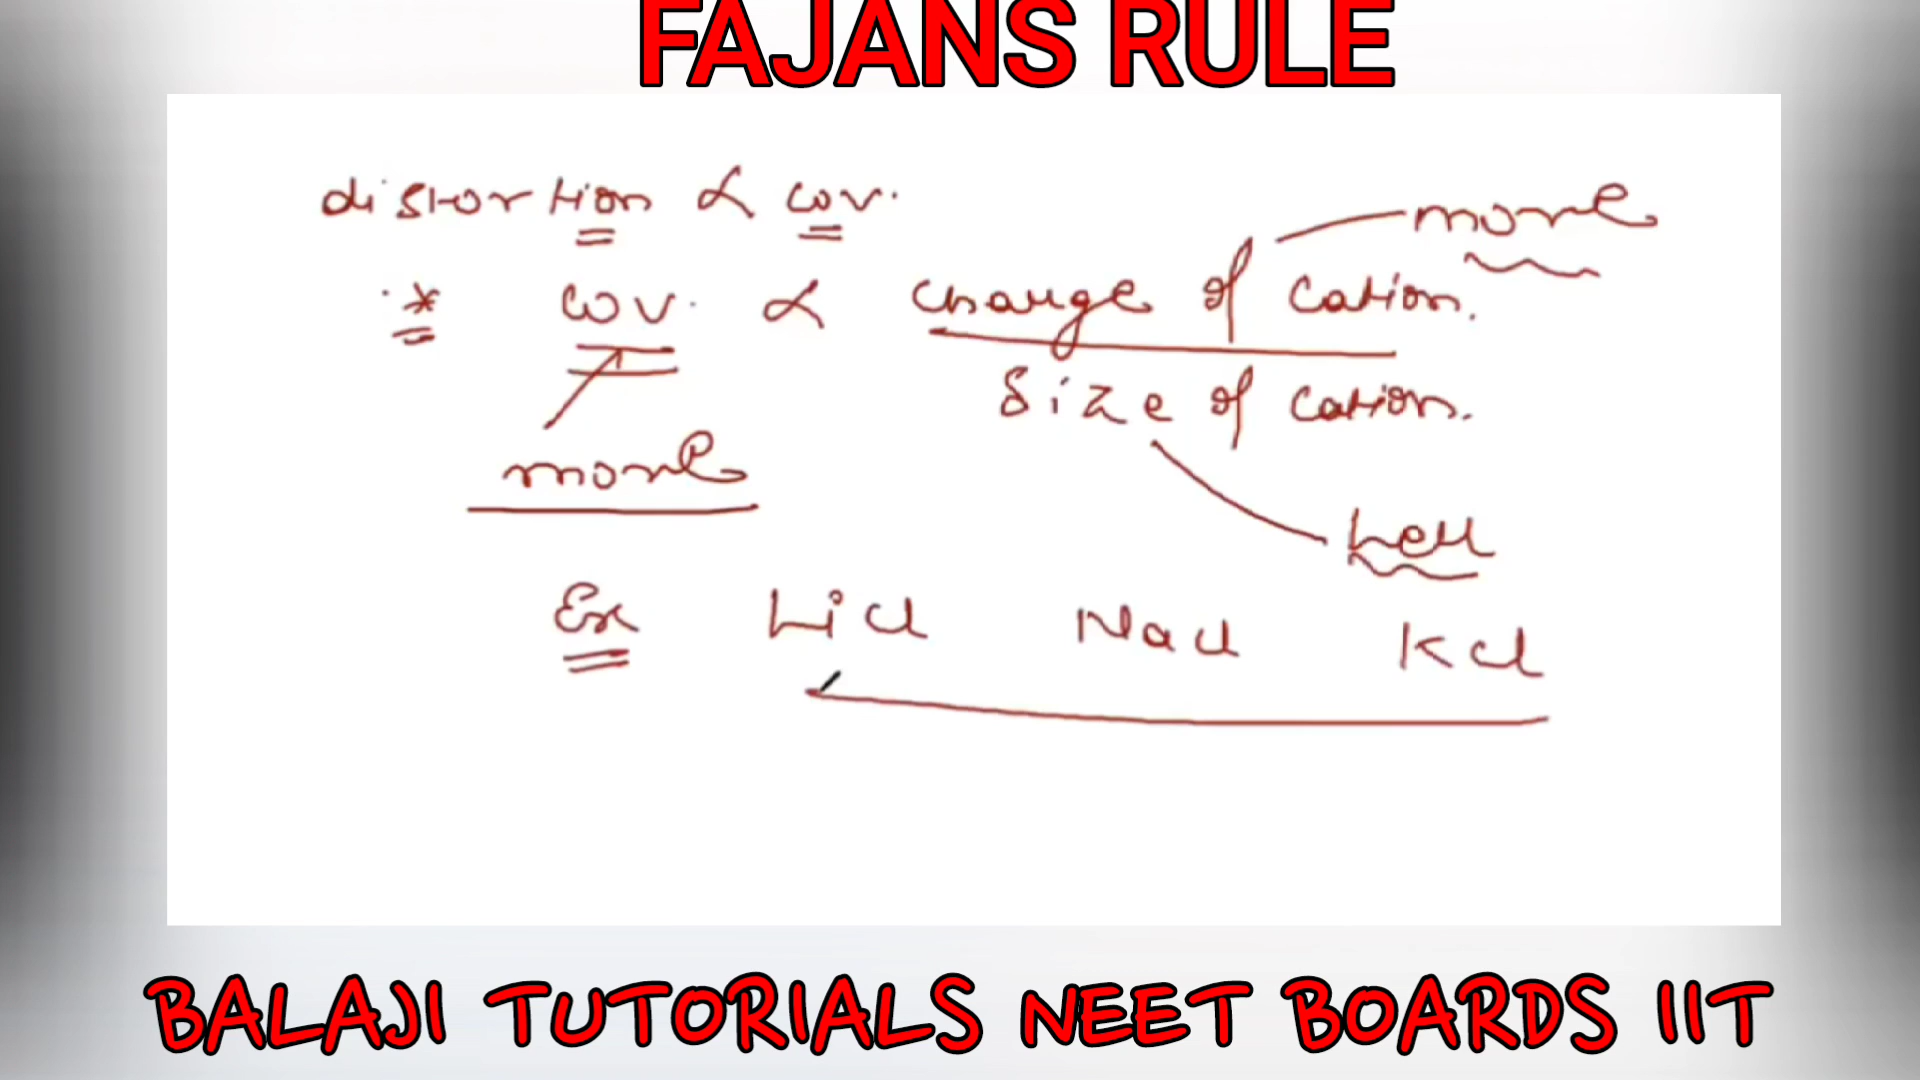 FAJANS RULE
distortion ∝ cov.
more
* cov. ∝ charge of cation.
size of cation.
more
Less
Ex LiCl NaCl KCl
BALAJI TUTORIALS NEET BOARDS IIT